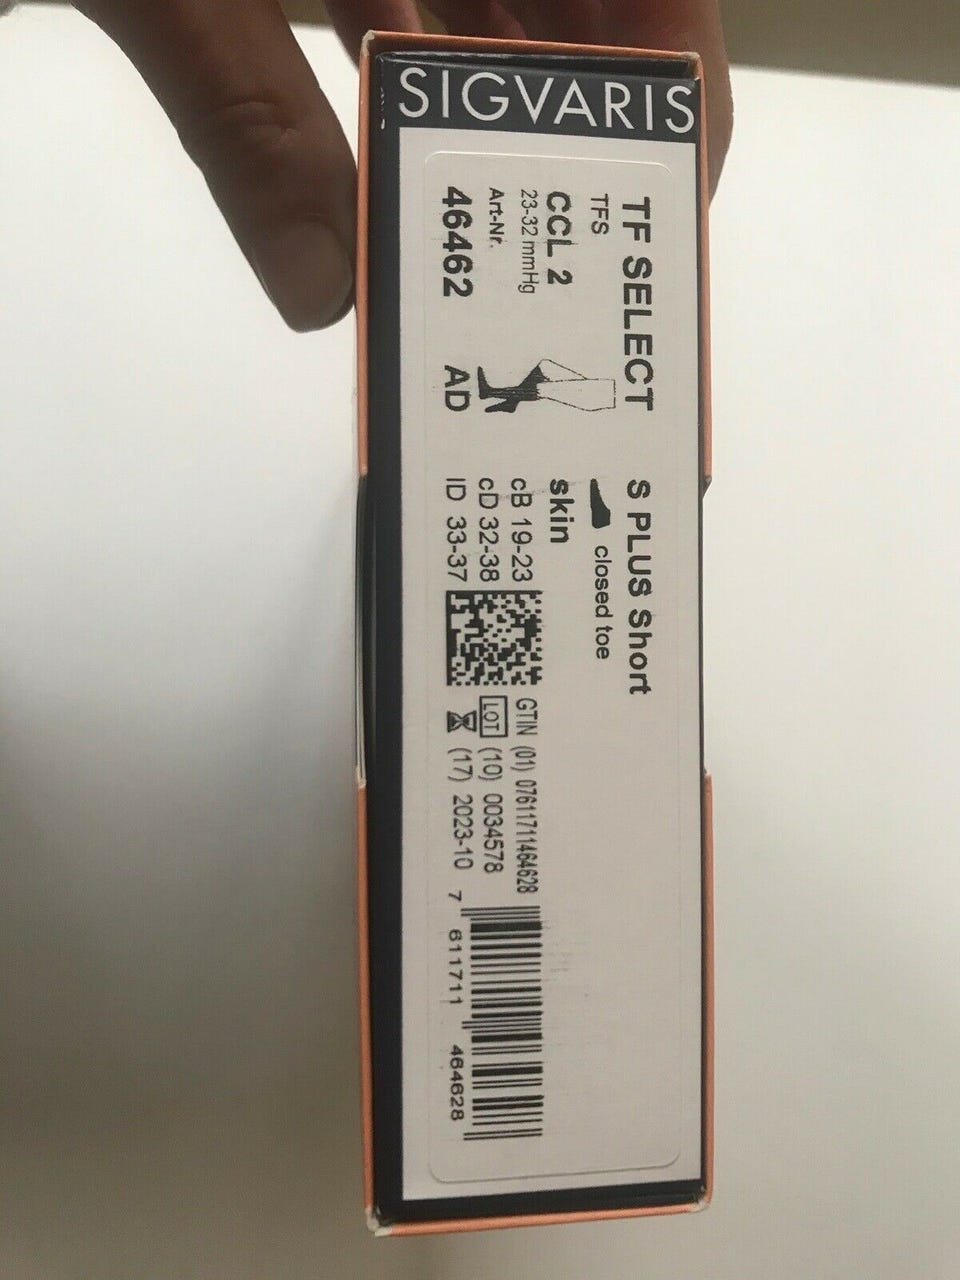 SIGVARIS
TF SELECT
TFS
CCL 2
23-32 mmHg
Art-Nr.
46462
AD
S PLUS Short
closed toe
skin
cB 19-23
cD 32-38
lD 33-37
GTIN (01) 07611711464628
LOT (10) 0034578
(17) 2023-10
7 611711 464628